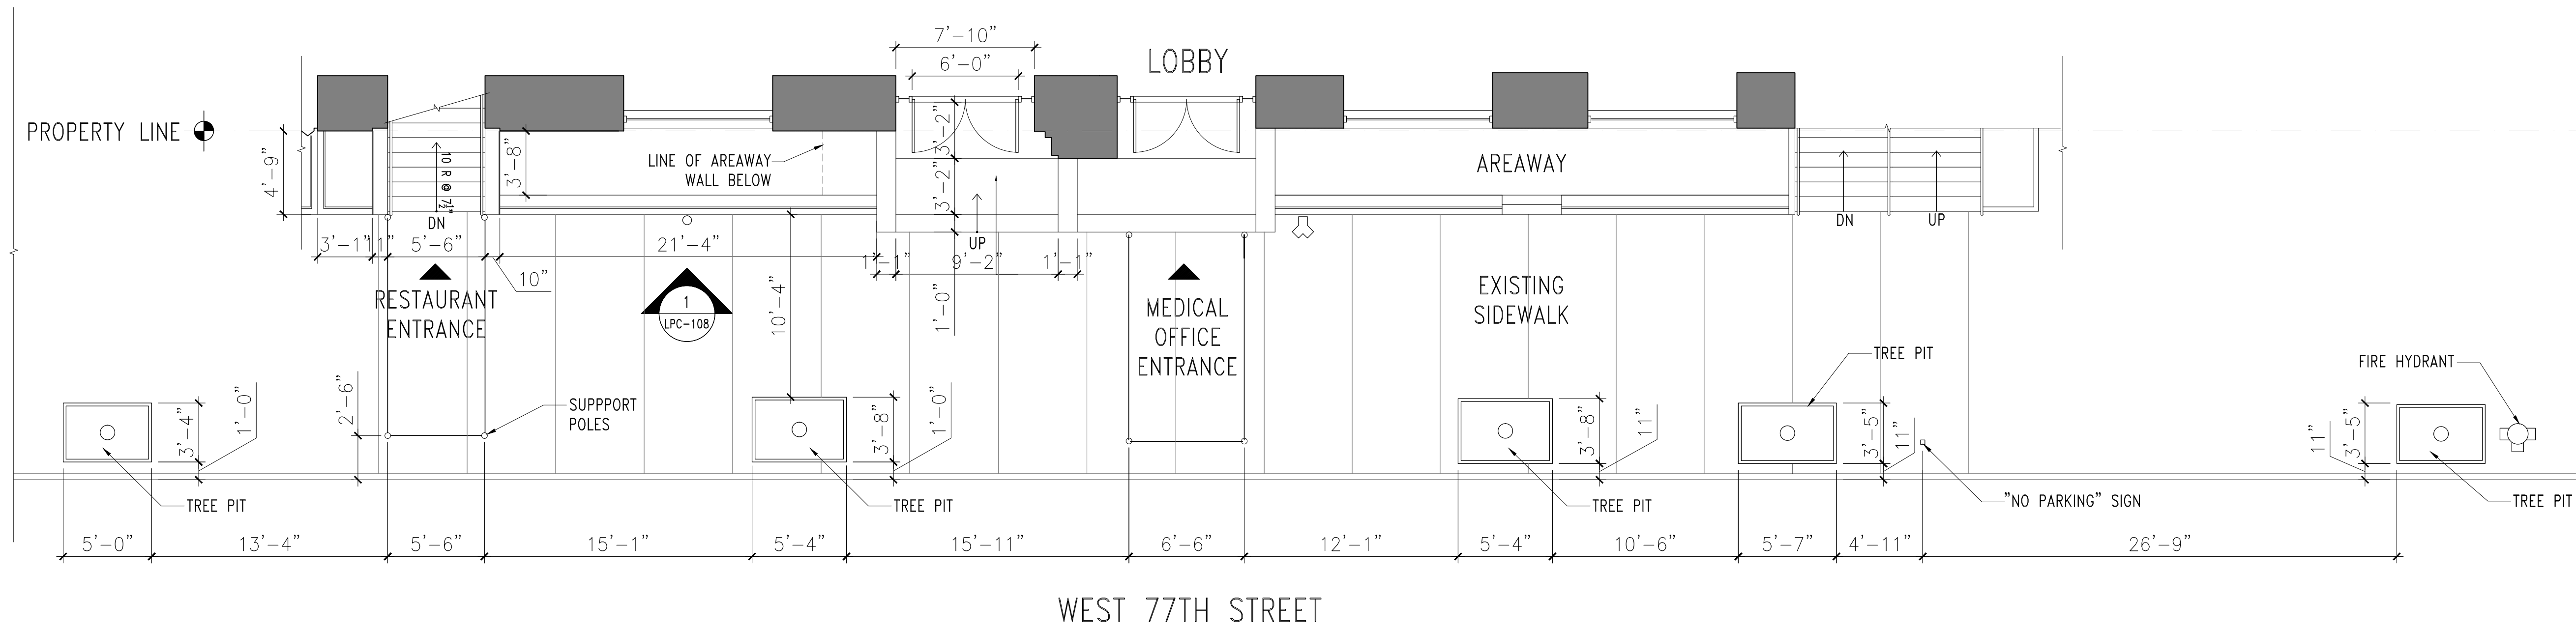 7'-10"
6'-0"
LOBBY
PROPERTY LINE
4'-9"
10 R @ 7½"
DN
3'-8"
LINE OF AREAWAY
WALL BELOW
3'-2"
3'-2"
UP
AREAWAY
DN
UP
3'-1"
1"
5'-6"
10"
21'-4"
1'-1"
9'-2"
1'-1"
1'-0"
10'-4"
RESTAURANT
ENTRANCE
1
LPC-108
MEDICAL
OFFICE
ENTRANCE
EXISTING
SIDEWALK
TREE PIT
FIRE HYDRANT
3'-4"
1'-0"
2'-6"
SUPPPORT
POLES
3'-8"
1'-0"
3'-8"
11"
3'-5"
11"
11"
3'-5"
TREE PIT
TREE PIT
TREE PIT
"NO PARKING" SIGN
TREE PIT
5'-0"
13'-4"
5'-6"
15'-1"
5'-4"
15'-11"
6'-6"
12'-1"
5'-4"
10'-6"
5'-7"
4'-11"
26'-9"
WEST 77TH STREET